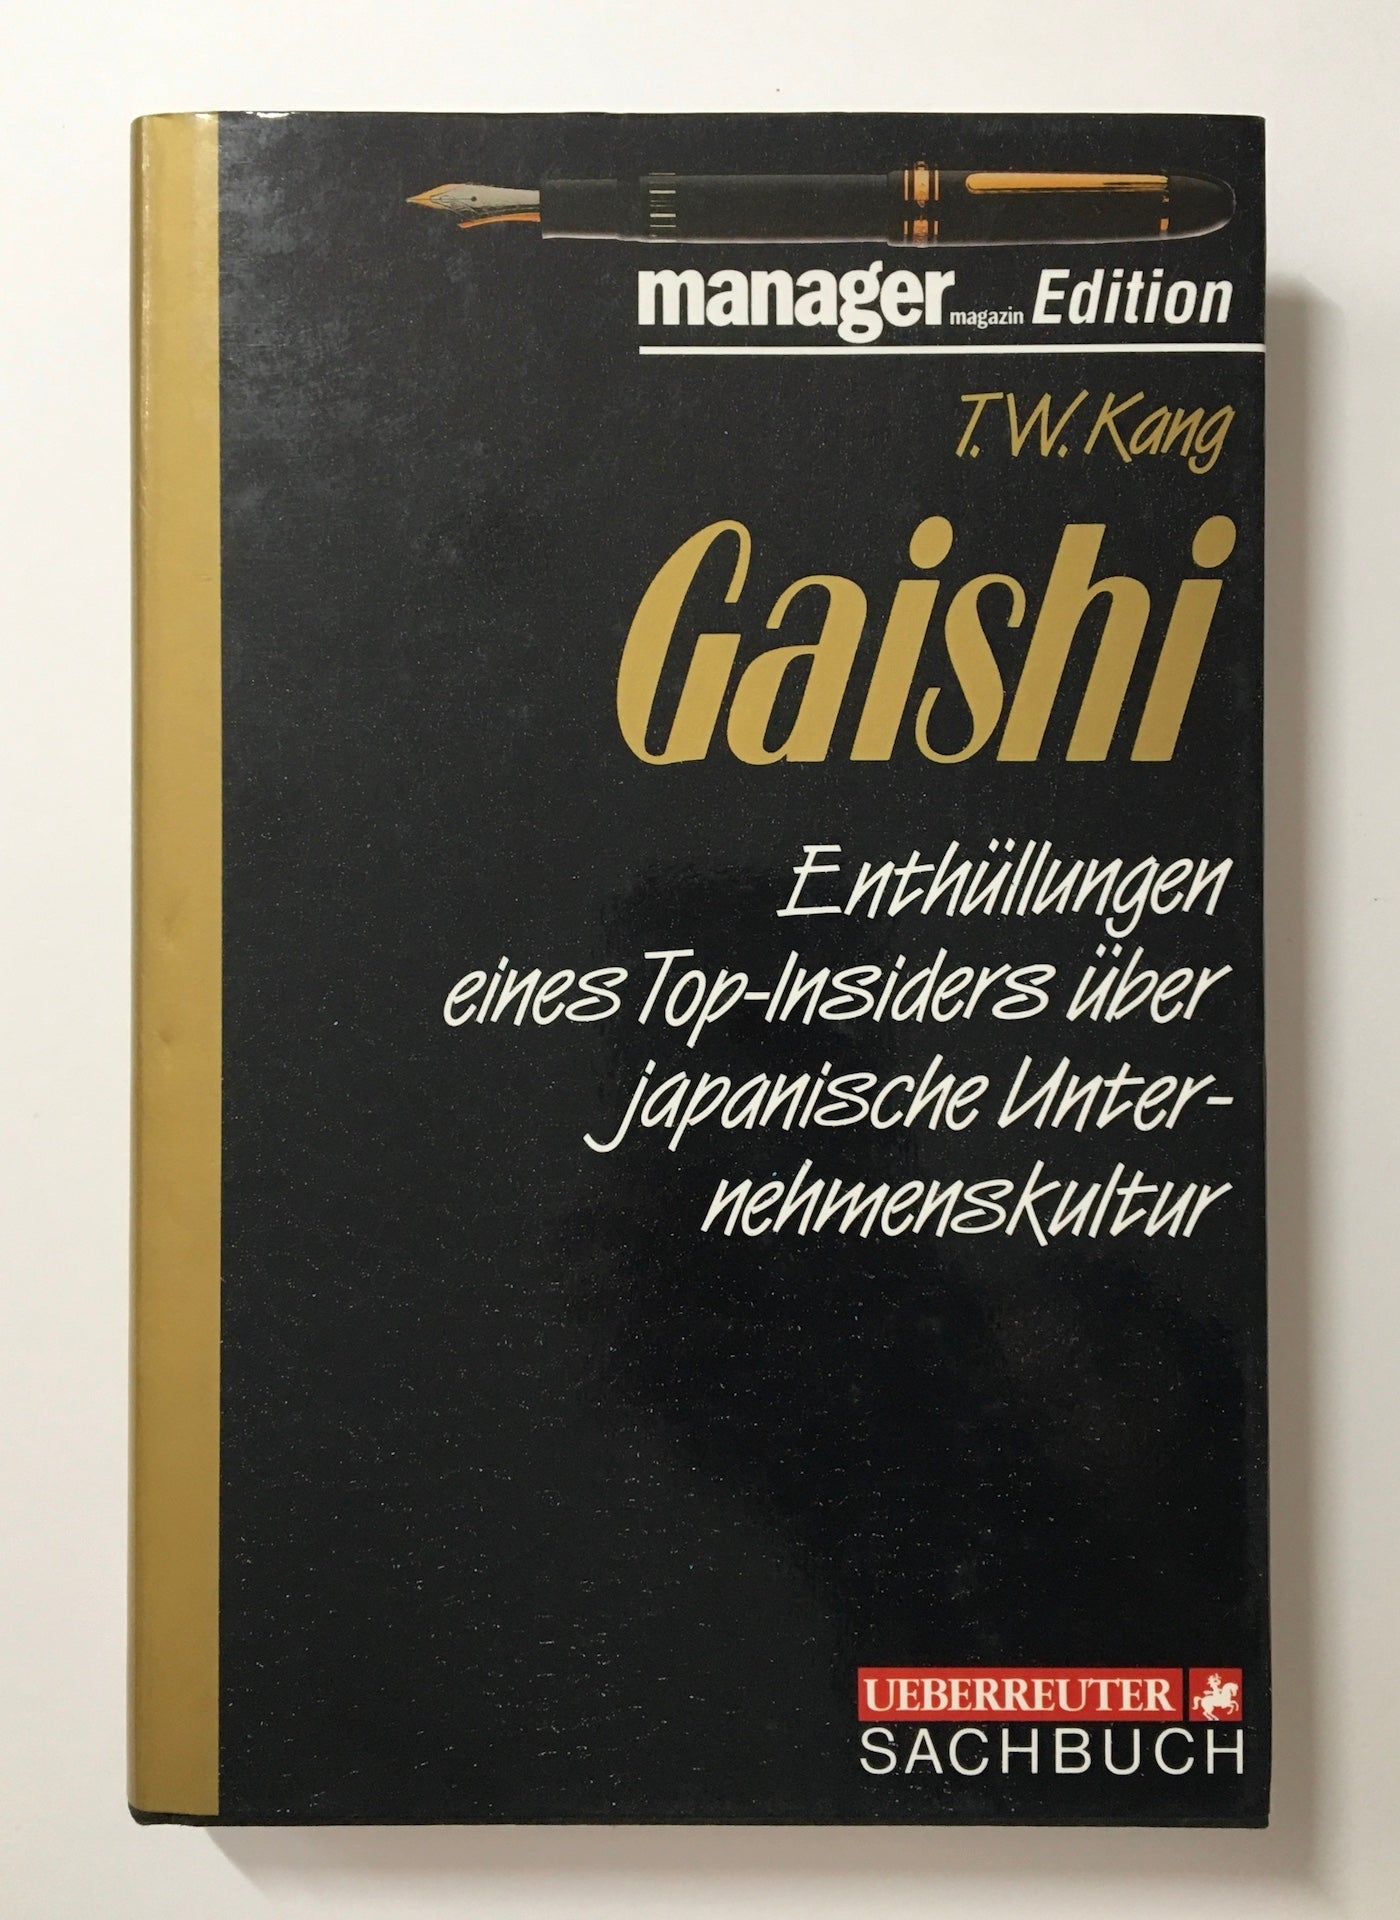 manager magazin Edition
T. W. Kang
Gaishi
Enthüllungen
eines Top-Insiders über
japanische Unter-
nehmenskultur
UEBERREUTER
SACHBUCH